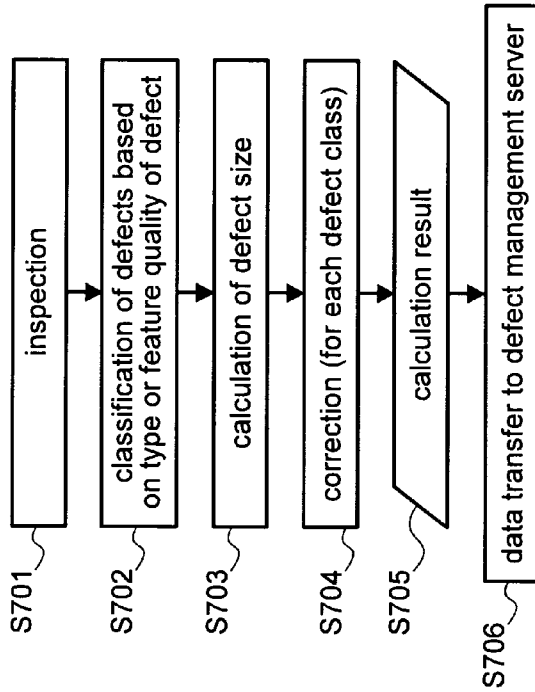 S701
inspection
S702
classification of defects based
on type or feature quality of defect
S703
calculation of defect size
S704
correction (for each defect class)
S705
calculation result
S706
data transfer to defect management server